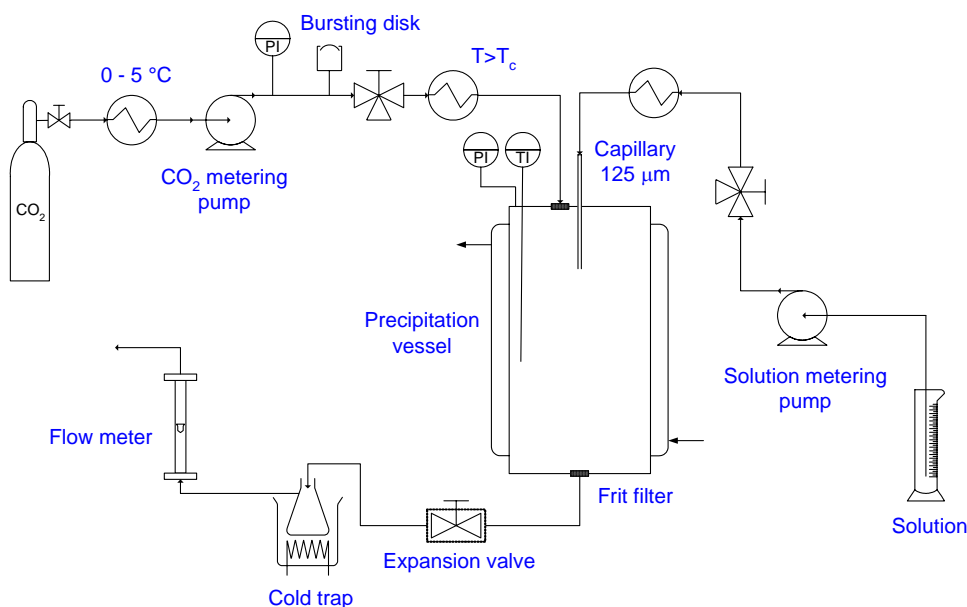 Bursting disk
PI
T>Tc
0 - 5 °C
CO2
CO2 metering
pump
PI
TI
Capillary
125 µm
Precipitation
vessel
Solution metering
pump
Flow meter
Frit filter
Solution
Expansion valve
Cold trap